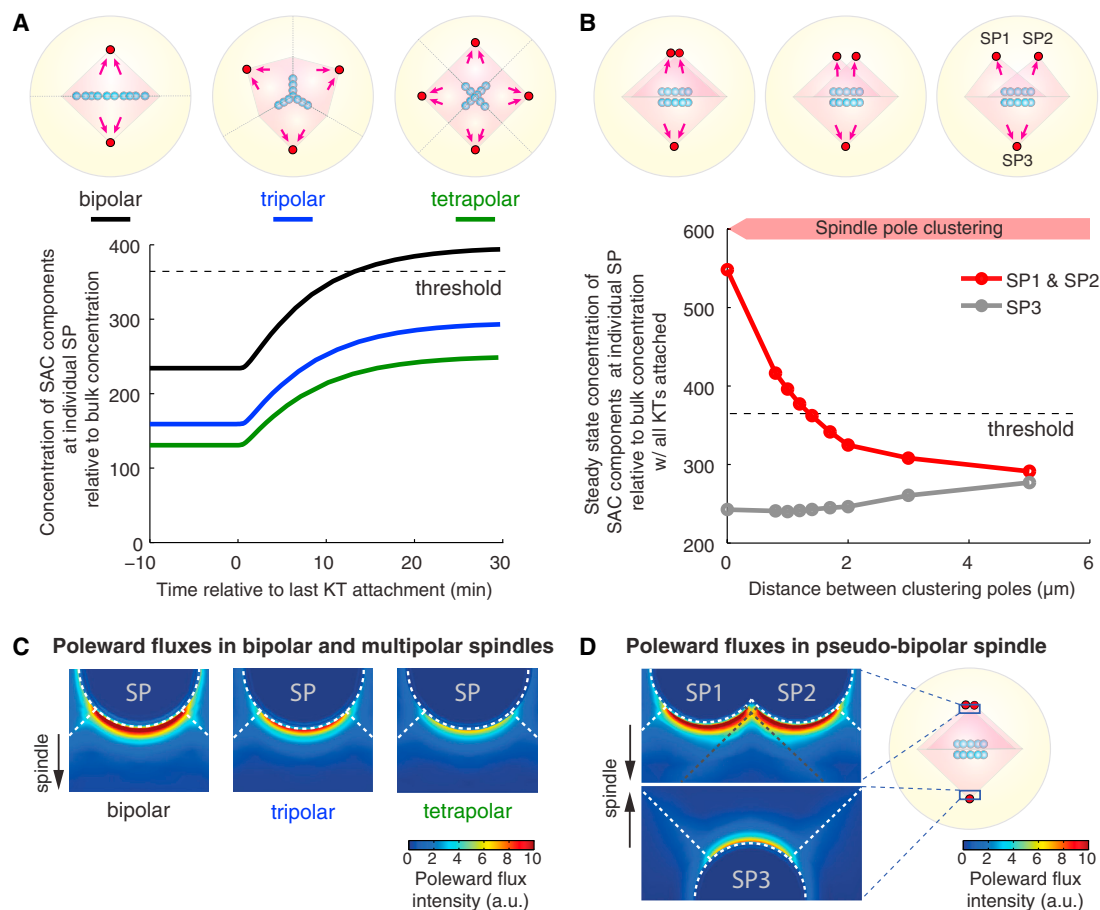 A
bipolar
tripolar
tetrapolar
Concentration of SAC components
at individual SP
relative to bulk concentration
400
300
200
100
0
threshold
−10
0
10
20
30
Time relative to last KT attachment (min)
B
SP1
SP2
SP3
Steady state concentration of
SAC components at individual SP
relative to bulk concentration
w/ all KTs attached
600
500
400
300
200
Spindle pole clustering
SP1 & SP2
SP3
threshold
0
2
4
6
Distance between clustering poles (µm)
C
Poleward fluxes in bipolar and multipolar spindles
spindle
SP
SP
SP
bipolar
tripolar
tetrapolar
0 2 4 6 8 10
Poleward flux
intensity (a.u.)
D
Poleward fluxes in pseudo-bipolar spindle
spindle
SP1
SP2
SP3
0 2 4 6 8 10
Poleward flux
intensity (a.u.)